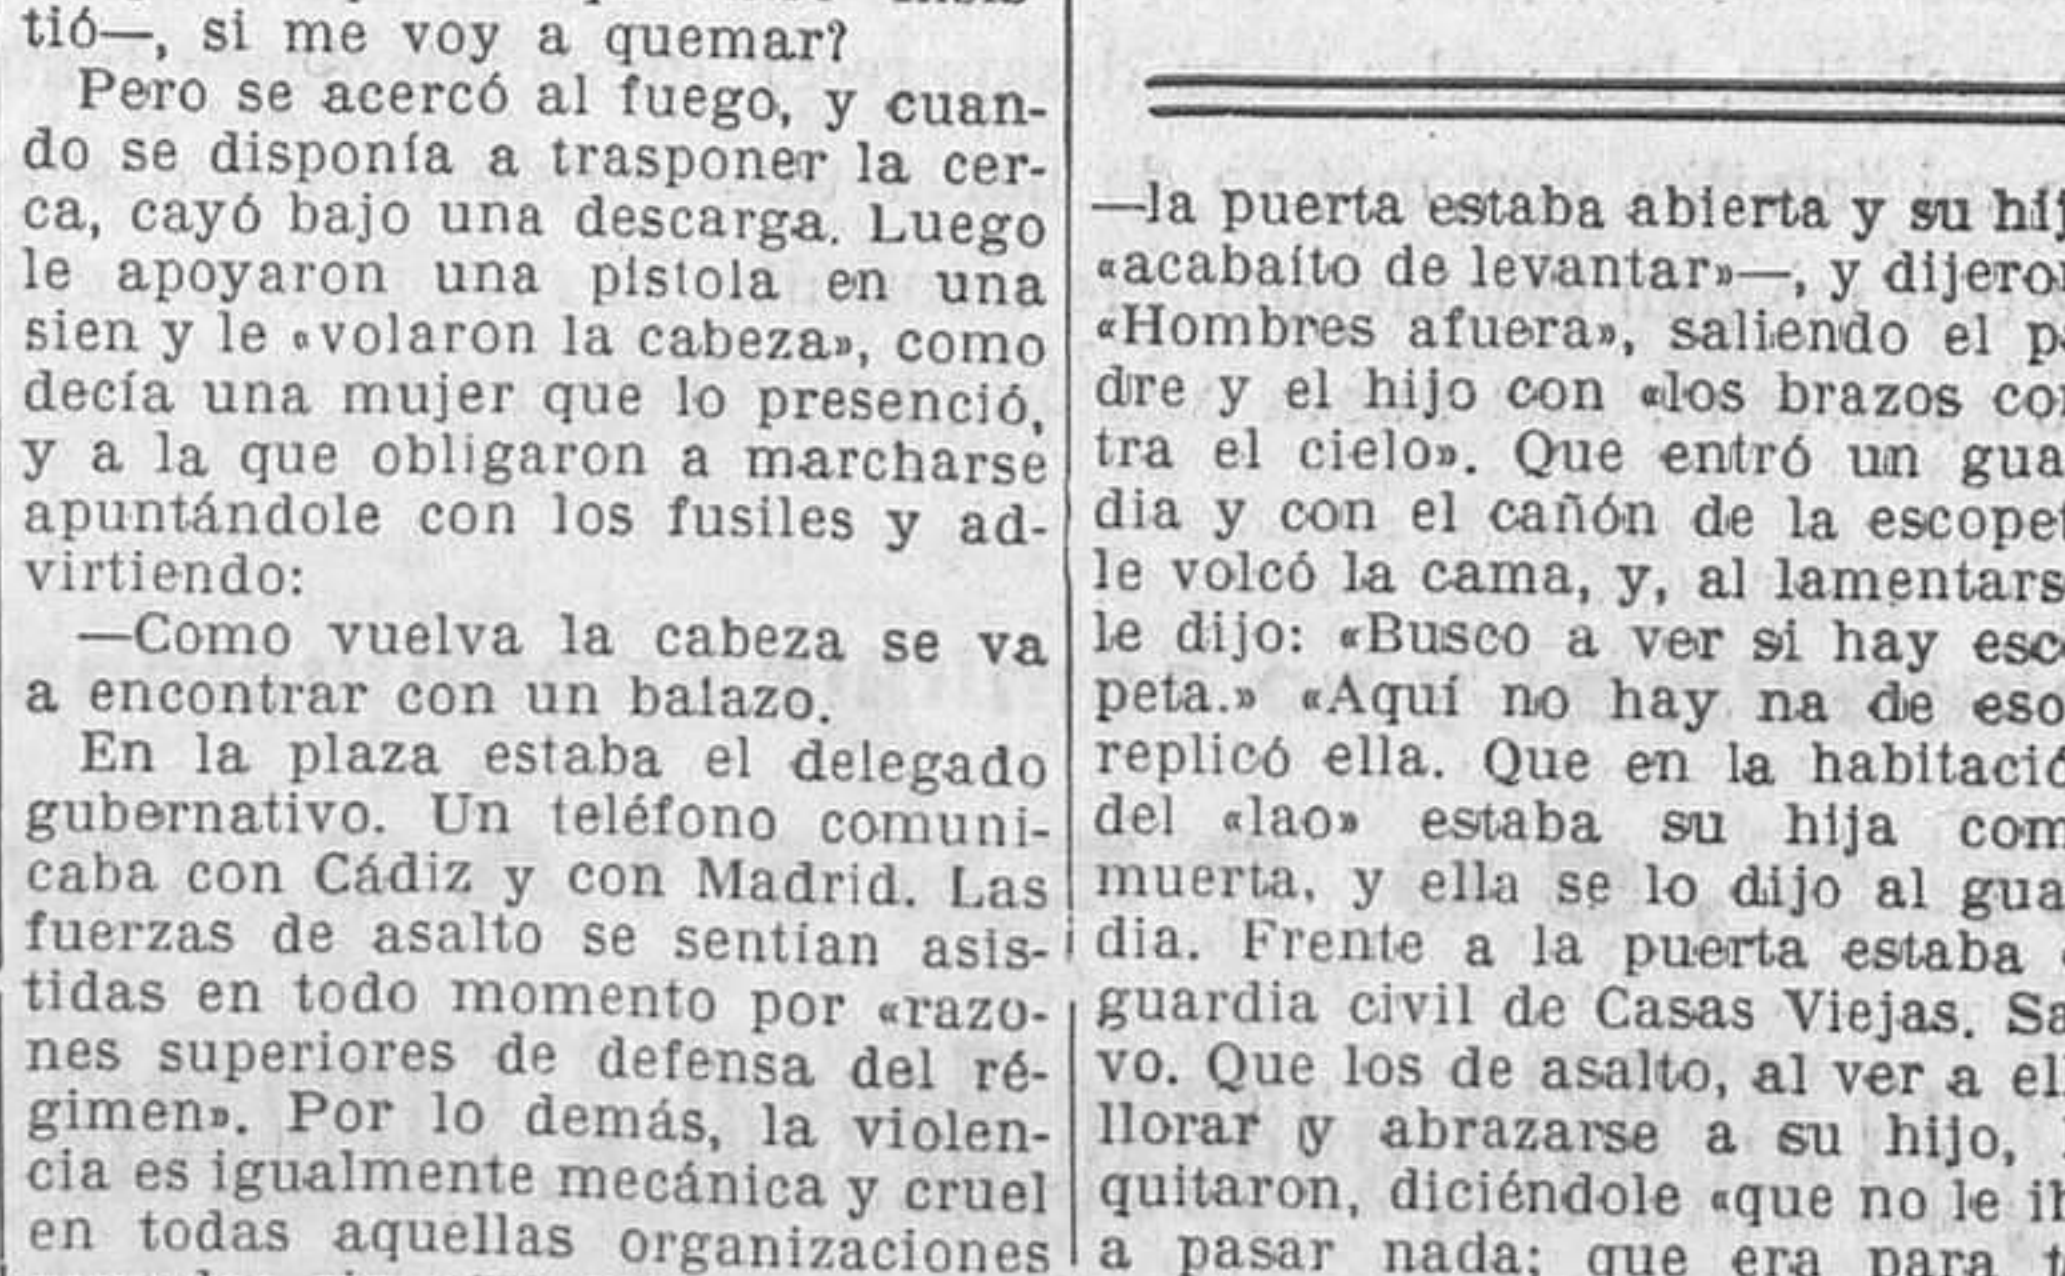 tió—, si me voy a quemar?
Pero se acercó al fuego, y cuan-
do se disponía a trasponer la cer-
ca, cayó bajo una descarga. Luego
le apoyaron una pistola en una
sien y le «volaron la cabeza», como
decía una mujer que lo presenció,
y a la que obligaron a marcharse
apuntándole con los fusiles y ad-
virtiendo:
—Como vuelva la cabeza se va
a encontrar con un balazo.
En la plaza estaba el delegado
gubernativo. Un teléfono comuni-
caba con Cádiz y con Madrid. Las
fuerzas de asalto se sentían asis-
tidas en todo momento por «razo-
nes superiores de defensa del ré-
gimen». Por lo demás, la violen-
cia es igualmente mecánica y cruel
en todas aquellas organizaciones
—la puerta estaba abierta y su hij
«acabaíto de levantar»—, y dijero
«Hombres afuera», saliendo el p
dre y el hijo con «los brazos co
tra el cielo». Que entró un gua
dia y con el cañón de la escope
le volcó la cama, y, al lamentars
le dijo: «Busco a ver si hay esc
peta.» «Aquí no hay na de eso
replicó ella. Que en la habitació
del «lao» estaba su hija com
muerta, y ella se lo dijo al gua
dia. Frente a la puerta estaba
guardia civil de Casas Viejas. Sa
vo. Que los de asalto, al ver a el
llorar y abrazarse a su hijo,
quitaron, diciéndole «que no le ib
a pasar nada; que era para t